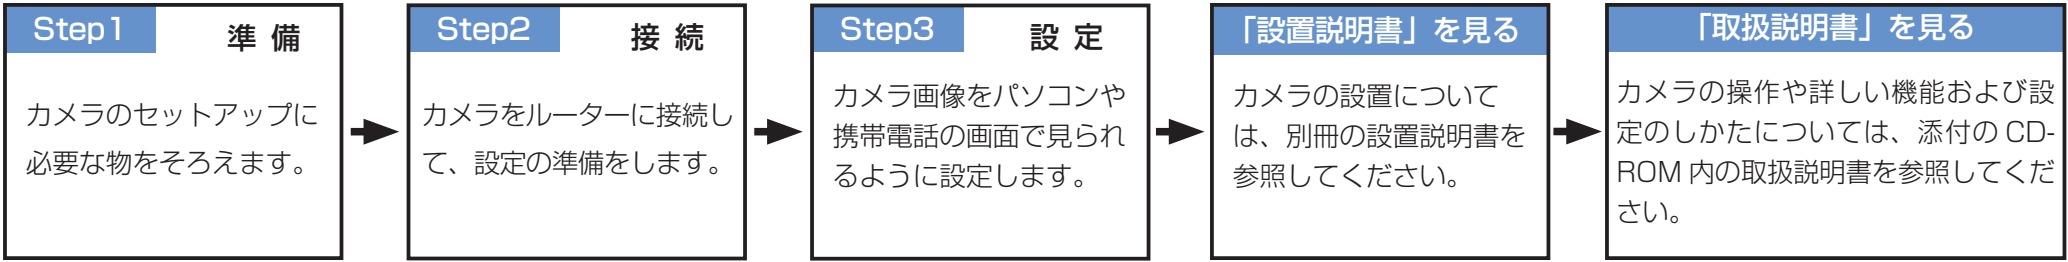 Step1 準備
カメラのセットアップに
必要な物をそろえます。
Step2 接続
カメラをルーターに接続し
て、設定の準備をします。
Step3 設定
カメラ画像をパソコンや
携帯電話の画面で見られ
るように設定します。
「設置説明書」を見る
カメラの設置について
は、別冊の設置説明書を
参照してください。
「取扱説明書」を見る
カメラの操作や詳しい機能および設
定のしかたについては、添付の CD-
ROM 内の取扱説明書を参照してくだ
さい。